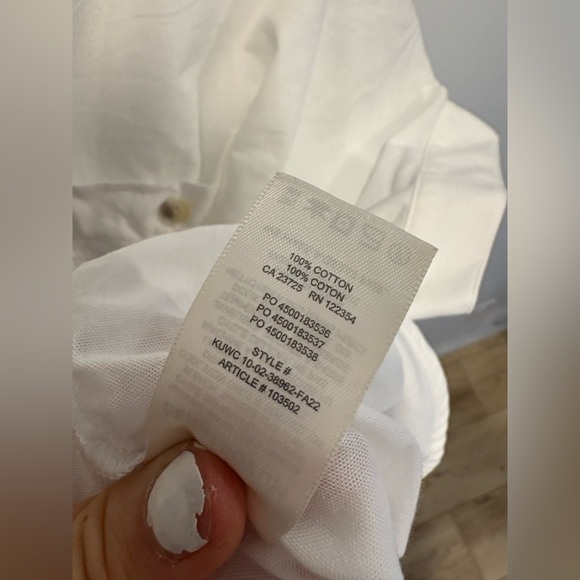 100% COTTON
100% COTON
CA 23725 RN 122354
PO 4500183536
PO 4500183537
PO 4500183538
STYLE #
KUWC 10-02-38962-FA22
ARTICLE # 103502